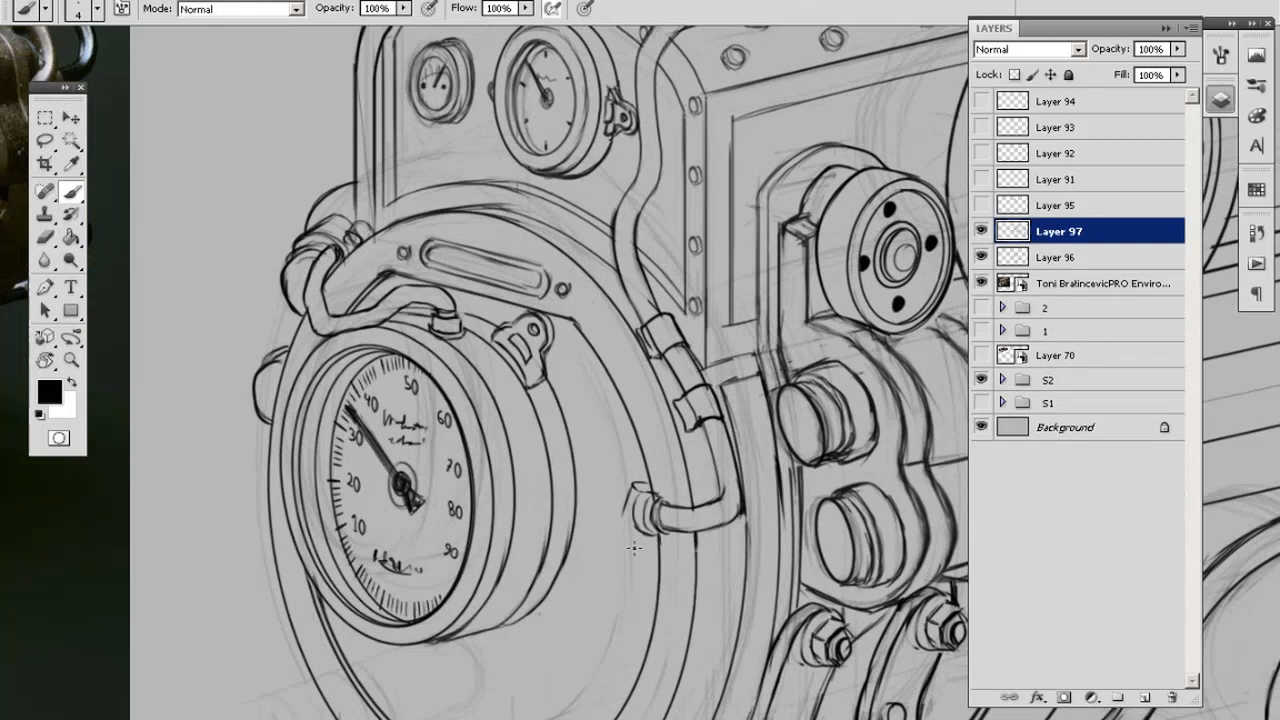 4
Mode: Normal
Opacity: 100%
Flow: 100%
LAYERS
Normal
Opacity: 100%
Lock:
Fill: 100%
Layer 94
Layer 93
Layer 92
Layer 91
Layer 95
Layer 97
Layer 96
Toni BratincevicPRO Enviro...
2
1
Layer 70
S2
S1
Background
50
40
60
30
70
20
80
10
90